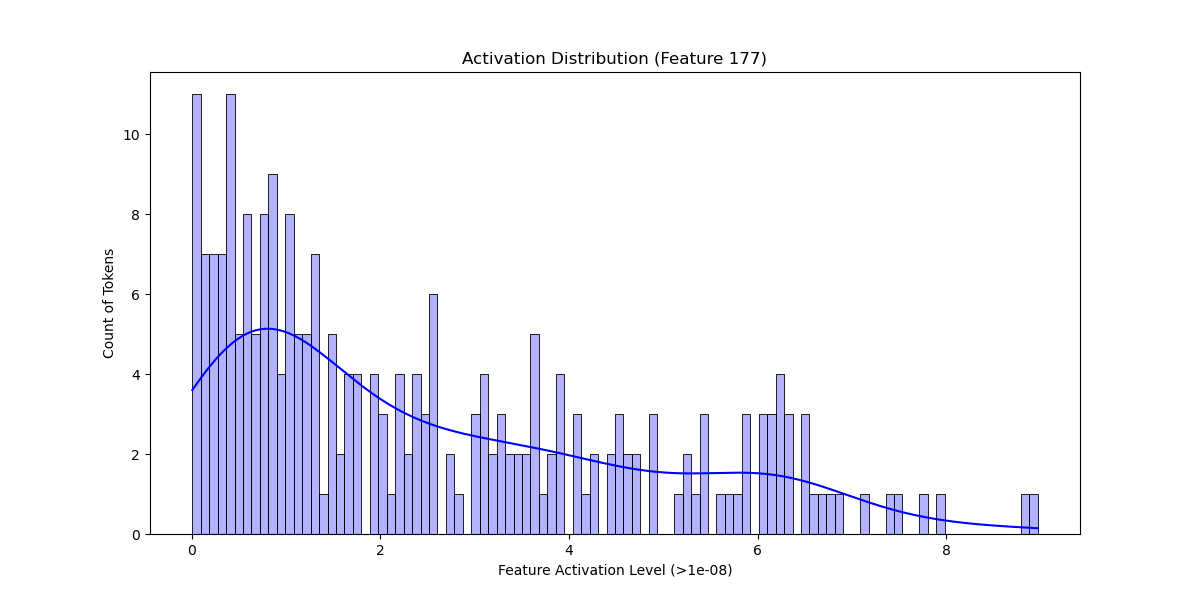 Activation Distribution (Feature 177)
10
8
6
4
2
0
Count of Tokens
0 2 4 6 8
Feature Activation Level (>1e-08)